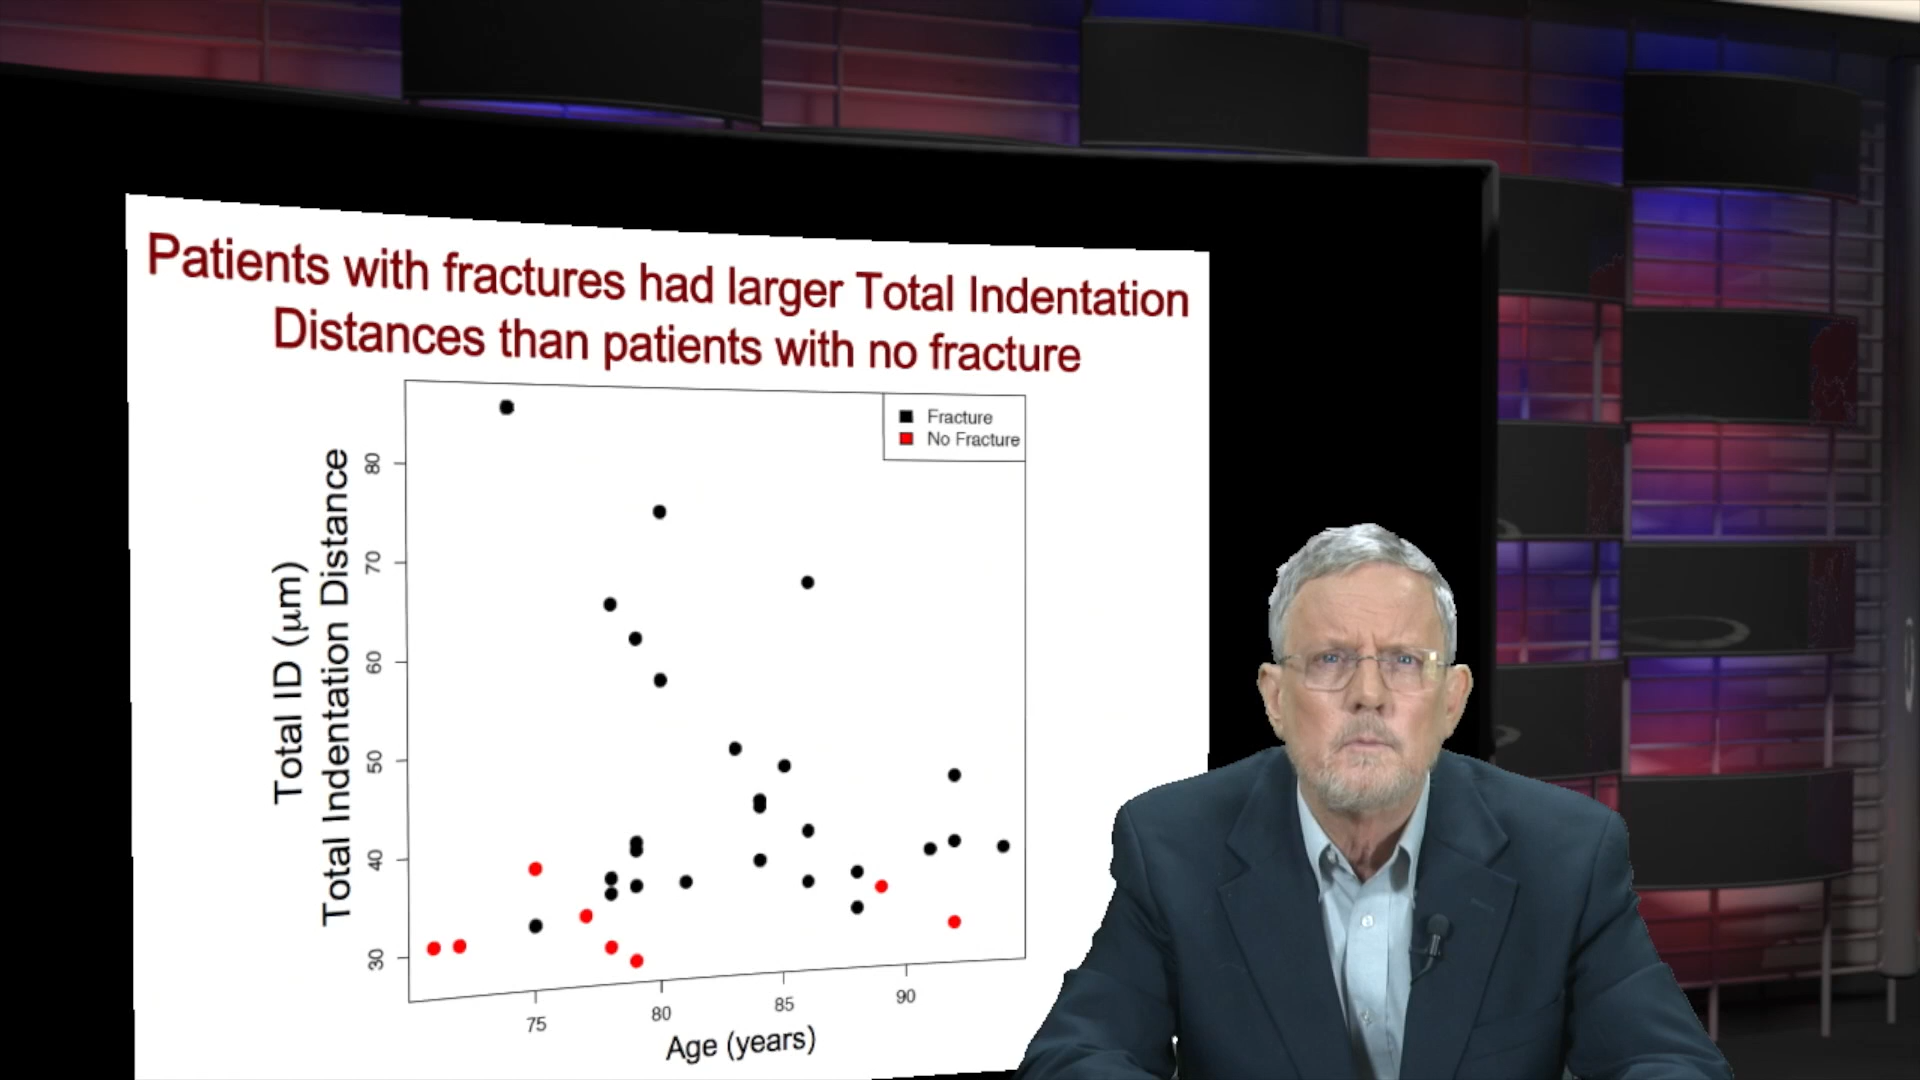 Patients with fractures had larger Total Indentation
Distances than patients with no fracture
Fracture
No Fracture
Total ID (μm)
Total Indentation Distance
80
70
60
50
40
30
75
80
85
90
Age (years)